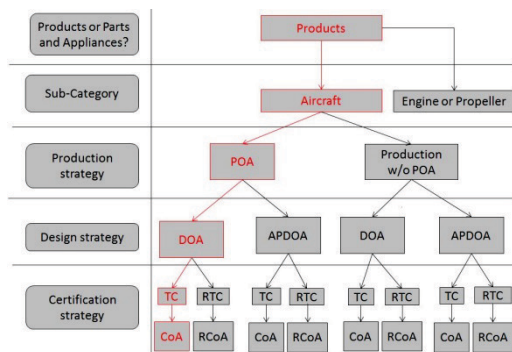 Products or Parts
and Appliances?
Products
Sub-Category
Aircraft
Engine or Propeller
Production
strategy
POA
Production
w/o POA
Design strategy
DOA
APDOA
DOA
APDOA
Certification
strategy
TC
RTC
TC
RTC
TC
RTC
TC
RTC
CoA
RCoA
CoA
RCoA
CoA
RCoA
CoA
RCoA